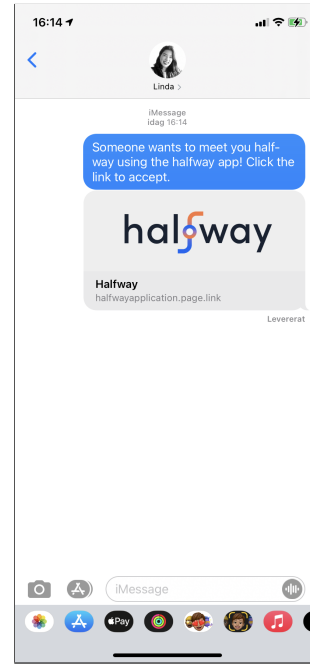 16:14
Linda
iMessage
idag 16:14
Someone wants to meet you half-
way using the halfway app! Click the
link to accept.
halfway
Halfway
halfwayapplication.page.link
Levererat
iMessage
Pay